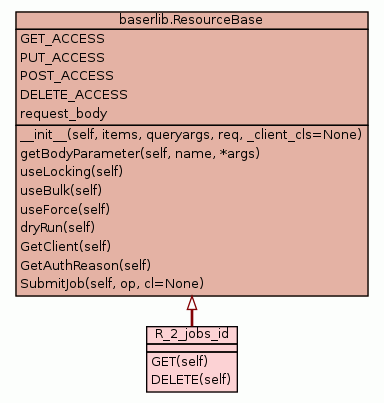 baserlib.ResourceBase
GET_ACCESS
PUT_ACCESS
POST_ACCESS
DELETE_ACCESS
request_body
__init__(self, items, queryargs, req, _client_cls=None)
getBodyParameter(self, name, *args)
useLocking(self)
useBulk(self)
useForce(self)
dryRun(self)
GetClient(self)
GetAuthReason(self)
SubmitJob(self, op, cl=None)
R_2_jobs_id
GET(self)
DELETE(self)